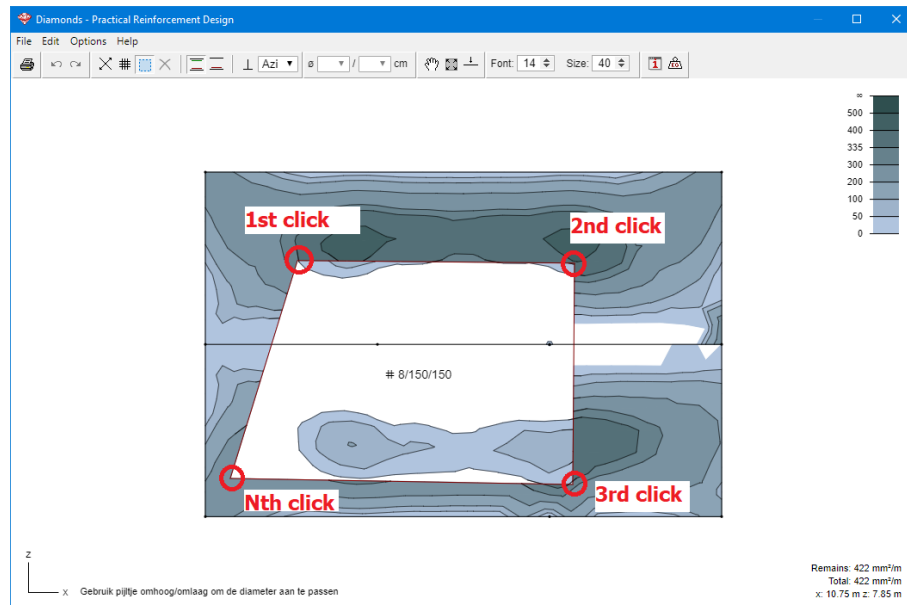 Diamonds - Practical Reinforcement Design
File Edit Options Help
Azi ø / cm Font: 14 Size: 40
∞
500
400
335
300
200
100
50
0
1st click
2nd click
# 8/150/150
3rd click
Nth click
z
x Gebruik pijltje omhoog/omlaag om de diameter aan te passen
Remains: 422 mm²/m
Total: 422 mm²/m
x: 10.75 m z: 7.85 m